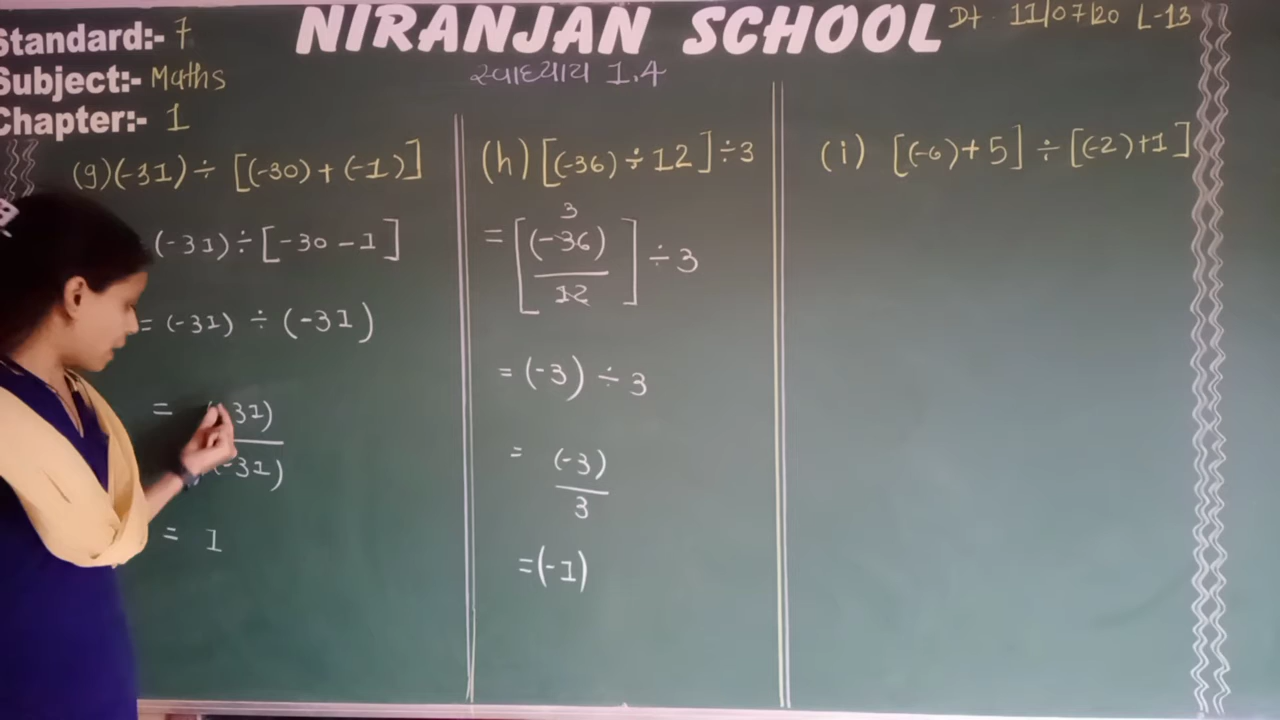 Standard:- 7
Subject:- Maths
Chapter:- 1
NIRANJAN SCHOOL
Dt 11/07/20 L-13
સ્વાધ્યાય 1.4
(g)(-31) ÷ [(-30) + (-1)]
(-31) ÷ [-30 - 1]
= (-31) ÷ (-31)
= (-31)
(-31)
= 1
(h) [(-36) ÷ 12] ÷ 3
3
= [(-36)
12] ÷ 3
= (-3) ÷ 3
= (-3)
3
= (-1)
(i) [(-6) + 5] ÷ [(-2) + 1]